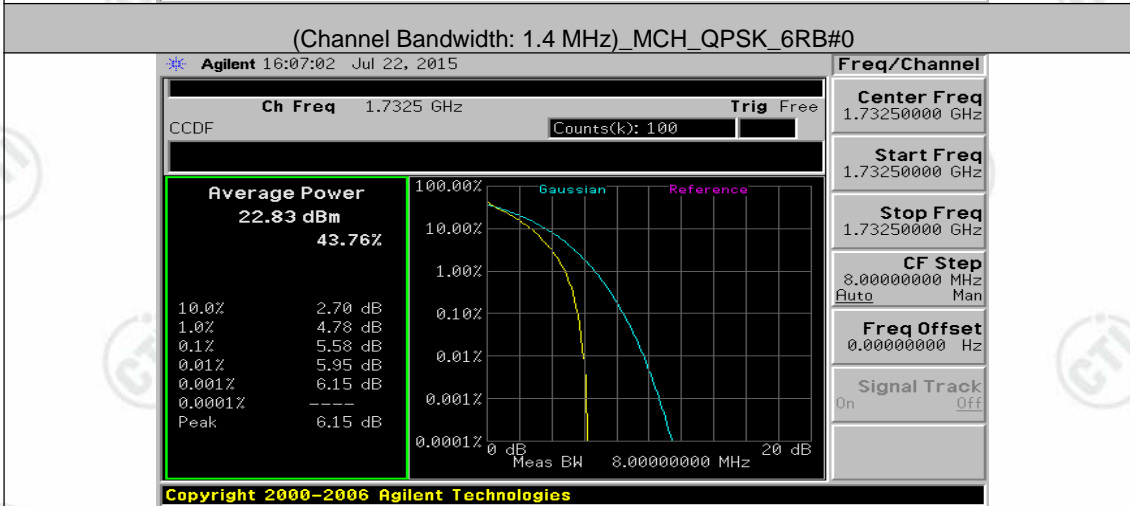 (Channel Bandwidth: 1.4 MHz)_MCH_QPSK_6RB#0
Agilent 16:07:02 Jul 22, 2015
Freq/Channel
Ch Freq 1.7325 GHz Trig Free
CCDF Counts(k): 100
Average Power
22.83 dBm
43.76%
10.0% 2.70 dB
1.0% 4.78 dB
0.1% 5.58 dB
0.01% 5.95 dB
0.001% 6.15 dB
0.0001% ----
Peak 6.15 dB
Gaussian Reference
100.00%
10.00%
1.00%
0.10%
0.01%
0.001%
0.0001%
0 dB 20 dB
Meas BW 8.00000000 MHz
Center Freq
1.73250000 GHz
Start Freq
1.73250000 GHz
Stop Freq
1.73250000 GHz
CF Step
8.00000000 MHz
Auto Man
Freq Offset
0.00000000 Hz
Signal Track
On Off
Copyright 2000-2006 Agilent Technologies
CTI
CTI